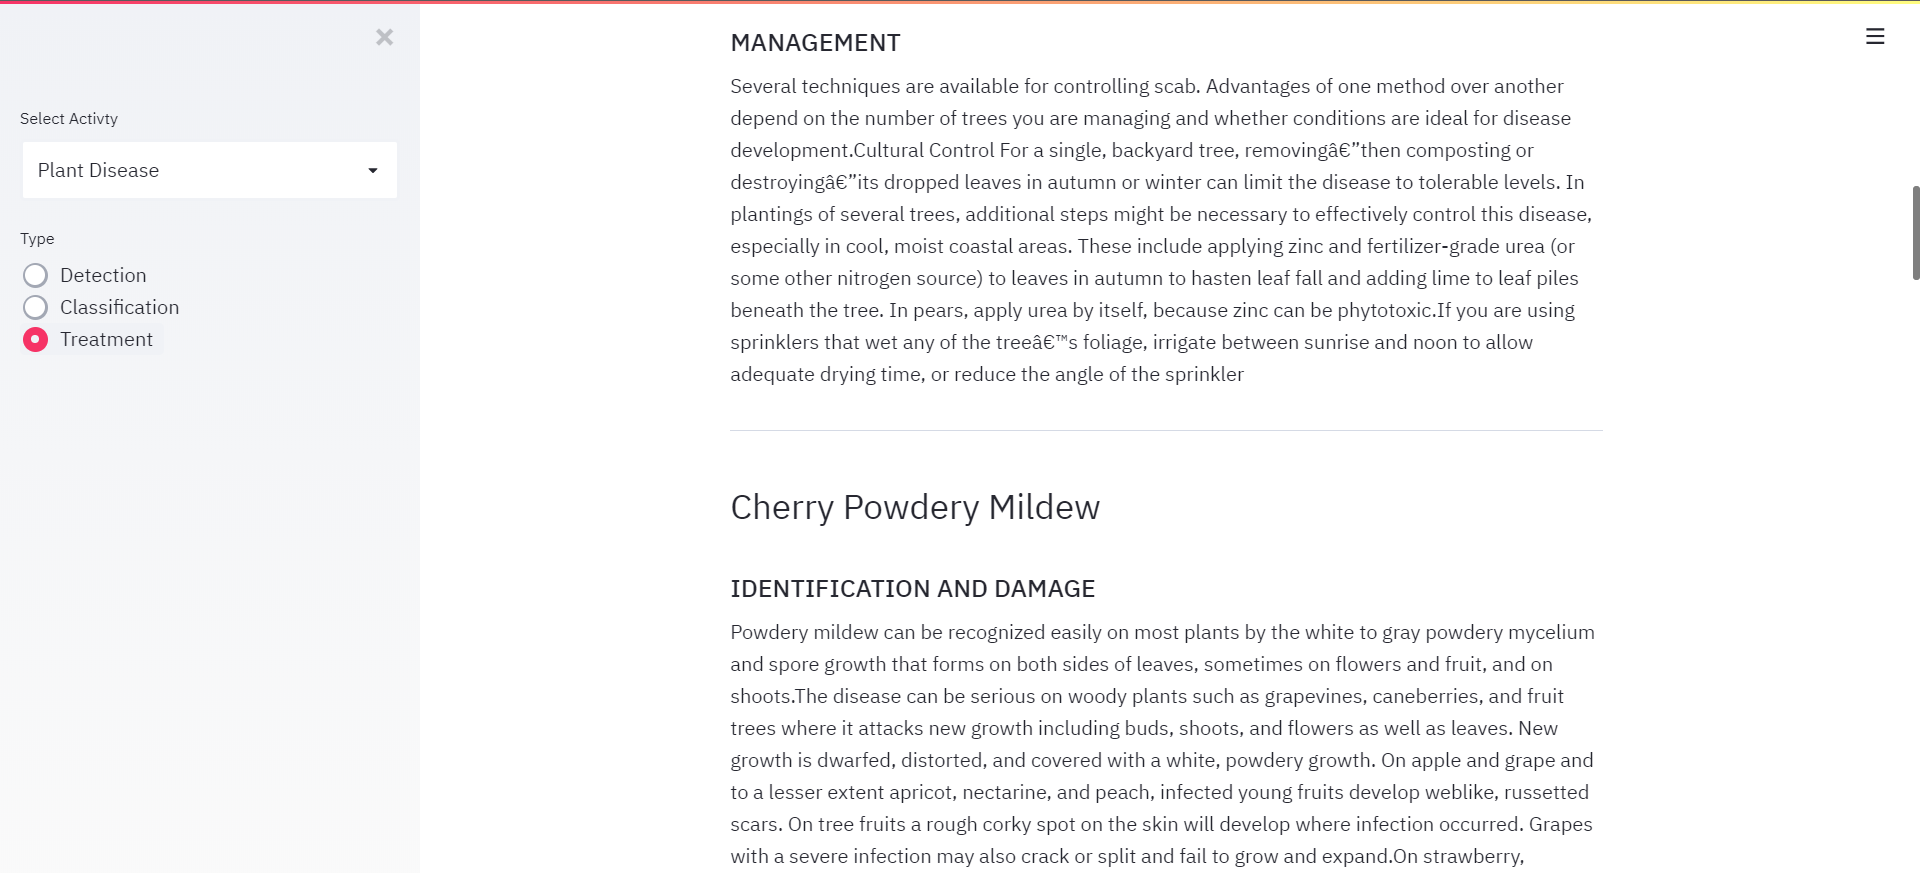 Select Activty
Plant Disease
Type
Detection
Classification
Treatment
MANAGEMENT
Several techniques are available for controlling scab. Advantages of one method over another
depend on the number of trees you are managing and whether conditions are ideal for disease
development.Cultural Control For a single, backyard tree, removingâ€”then composting or
destroyingâ€”its dropped leaves in autumn or winter can limit the disease to tolerable levels. In
plantings of several trees, additional steps might be necessary to effectively control this disease,
especially in cool, moist coastal areas. These include applying zinc and fertilizer-grade urea (or
some other nitrogen source) to leaves in autumn to hasten leaf fall and adding lime to leaf piles
beneath the tree. In pears, apply urea by itself, because zinc can be phytotoxic.If you are using
sprinklers that wet any of the treeâ€™s foliage, irrigate between sunrise and noon to allow
adequate drying time, or reduce the angle of the sprinkler
Cherry Powdery Mildew
IDENTIFICATION AND DAMAGE
Powdery mildew can be recognized easily on most plants by the white to gray powdery mycelium
and spore growth that forms on both sides of leaves, sometimes on flowers and fruit, and on
shoots.The disease can be serious on woody plants such as grapevines, caneberries, and fruit
trees where it attacks new growth including buds, shoots, and flowers as well as leaves. New
growth is dwarfed, distorted, and covered with a white, powdery growth. On apple and grape and
to a lesser extent apricot, nectarine, and peach, infected young fruits develop weblike, russetted
scars. On tree fruits a rough corky spot on the skin will develop where infection occurred. Grapes
with a severe infection may also crack or split and fail to grow and expand.On strawberry,